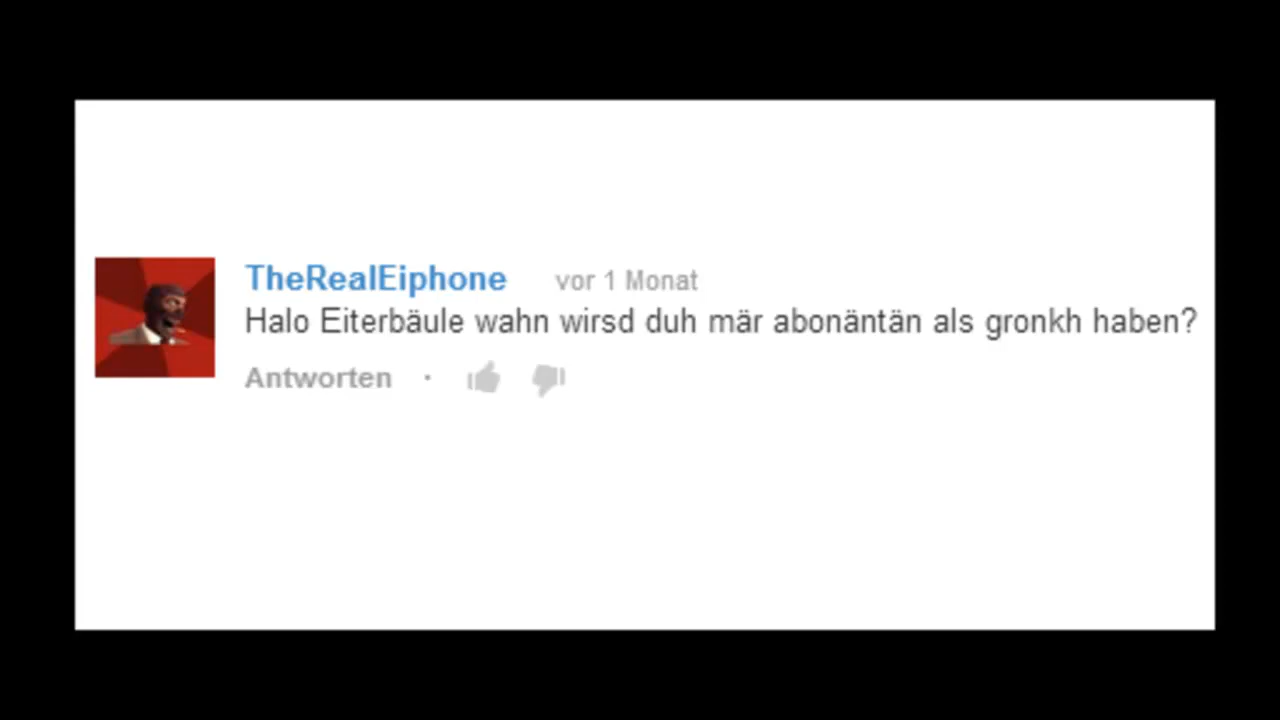 TheRealEiphone vor 1 Monat
Halo Eiterbäule wahn wirsd duh mär abonäntän als gronkh haben?
Antworten ·